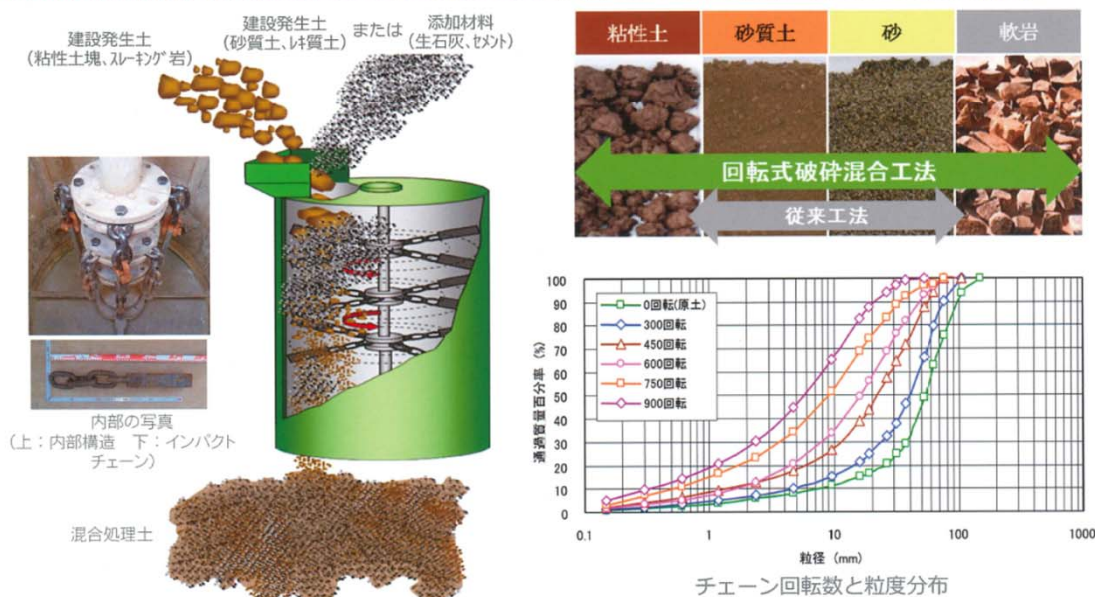 建設発生土
(粘性土塊、ｽﾚｰｷﾝｸﾞ岩)
建設発生土
(砂質土、ﾚｷ質土)
または
添加材料
(生石灰、ｾﾒﾝﾄ)
内部の写真
(上：内部構造　下：インパクト
チェーン)
混合処理土
粘性土
砂質土
砂
軟岩
回転式破砕混合工法
従来工法
通過質量百分率 (%)
100
90
80
70
60
50
40
30
20
10
0
0回転(原土)
300回転
450回転
600回転
750回転
900回転
0.1
1
10
100
1000
粒径 (mm)
チェーン回転数と粒度分布